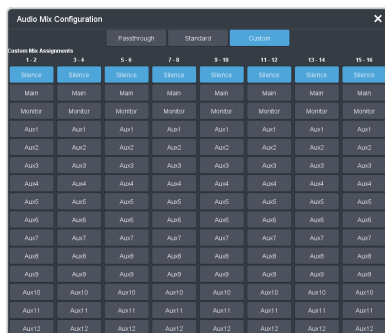 Audio Mix Configuration
Passthrough Standard Custom
Custom Mix Assignments
1 - 2 3 - 4 5 - 6 7 - 8 9 - 10 11 - 12 13 - 14 15 - 16
Silence Silence Silence Silence Silence Silence Silence Silence
Main Main Main Main Main Main Main Main
Monitor Monitor Monitor Monitor Monitor Monitor Monitor Monitor
Aux1 Aux1 Aux1 Aux1 Aux1 Aux1 Aux1 Aux1
Aux2 Aux2 Aux2 Aux2 Aux2 Aux2 Aux2 Aux2
Aux3 Aux3 Aux3 Aux3 Aux3 Aux3 Aux3 Aux3
Aux4 Aux4 Aux4 Aux4 Aux4 Aux4 Aux4 Aux4
Aux5 Aux5 Aux5 Aux5 Aux5 Aux5 Aux5 Aux5
Aux6 Aux6 Aux6 Aux6 Aux6 Aux6 Aux6 Aux6
Aux7 Aux7 Aux7 Aux7 Aux7 Aux7 Aux7 Aux7
Aux8 Aux8 Aux8 Aux8 Aux8 Aux8 Aux8 Aux8
Aux9 Aux9 Aux9 Aux9 Aux9 Aux9 Aux9 Aux9
Aux10 Aux10 Aux10 Aux10 Aux10 Aux10 Aux10 Aux10
Aux11 Aux11 Aux11 Aux11 Aux11 Aux11 Aux11 Aux11
Aux12 Aux12 Aux12 Aux12 Aux12 Aux12 Aux12 Aux12